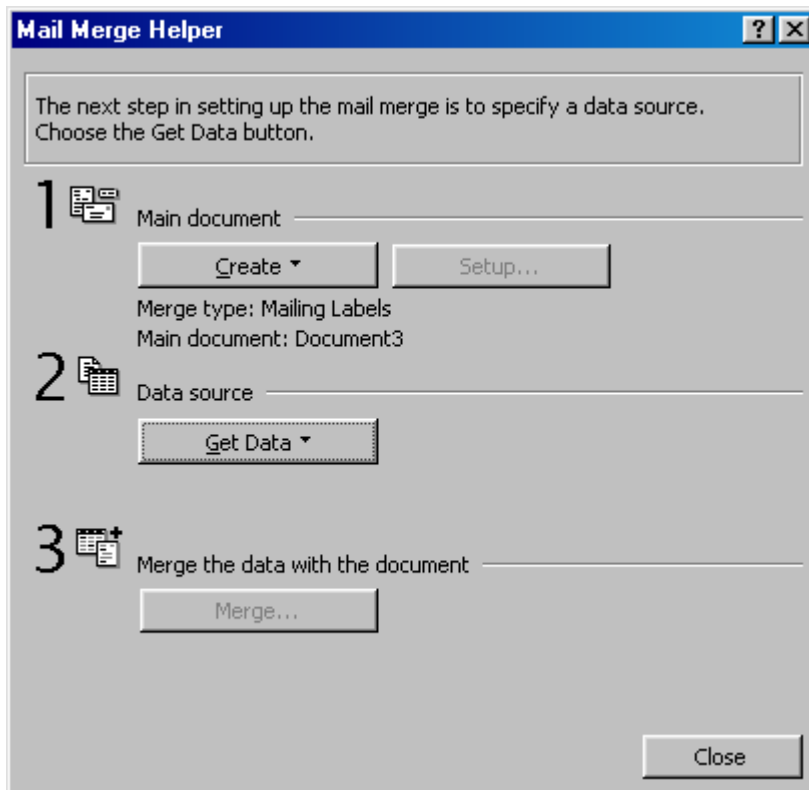 Mail Merge Helper
The next step in setting up the mail merge is to specify a data source.
Choose the Get Data button.
1
Main document
Create Setup...
Merge type: Mailing Labels
Main document: Document3
2
Data source
Get Data
3
Merge the data with the document
Merge...
Close